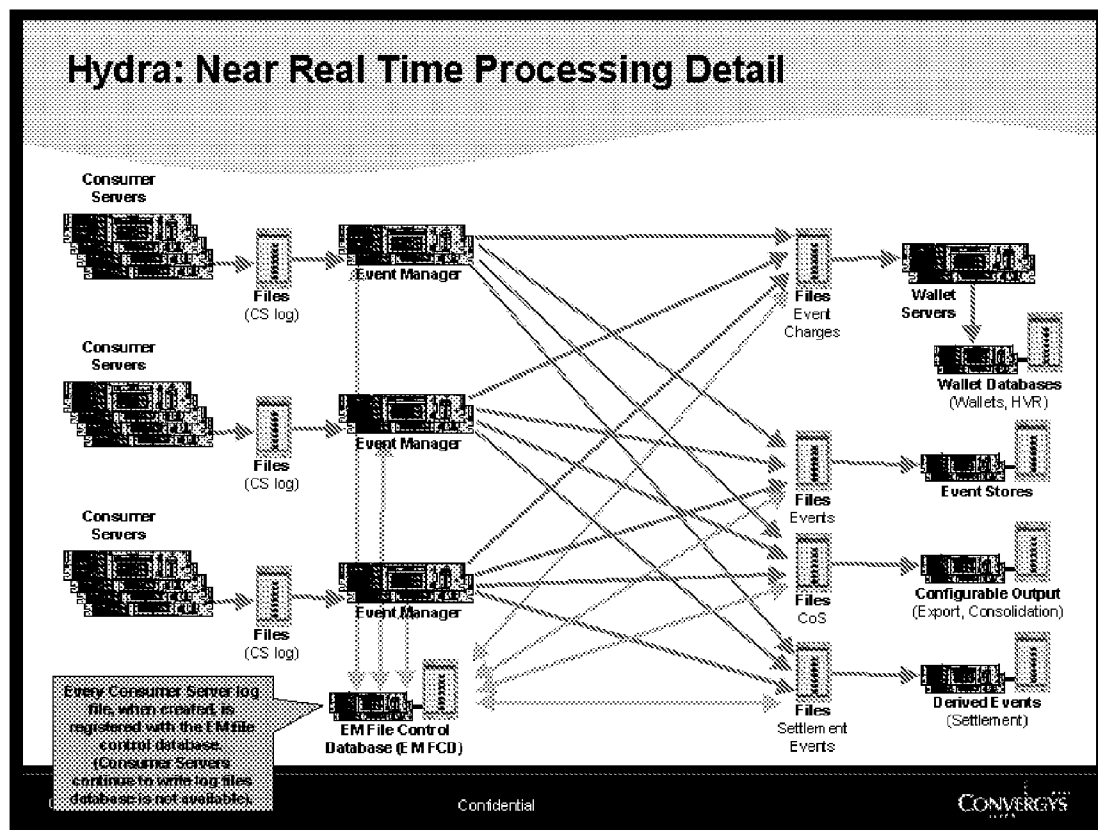 Hydra: Near Real Time Processing Detail
Consumer
Servers
Files
(CS log)
Event Manager
Files
Event
Charges
Wallet
Servers
Wallet Databases
(Wallets, HVR)
Consumer
Servers
Files
(CS log)
Event Manager
Files
Events
Event Stores
Consumer
Servers
Files
(CS log)
Event Manager
Files
CoS
Configurable Output
(Export, Consolidation)
Files
Settlement
Events
Derived Events
(Settlement)
EM File Control
Database (EM FCD)
Every Consumer Server log
file, when created, is
registered with the EM file
control database.
(Consumer Servers
continue to write log files
database is not available).
Confidential
CONVERGYS